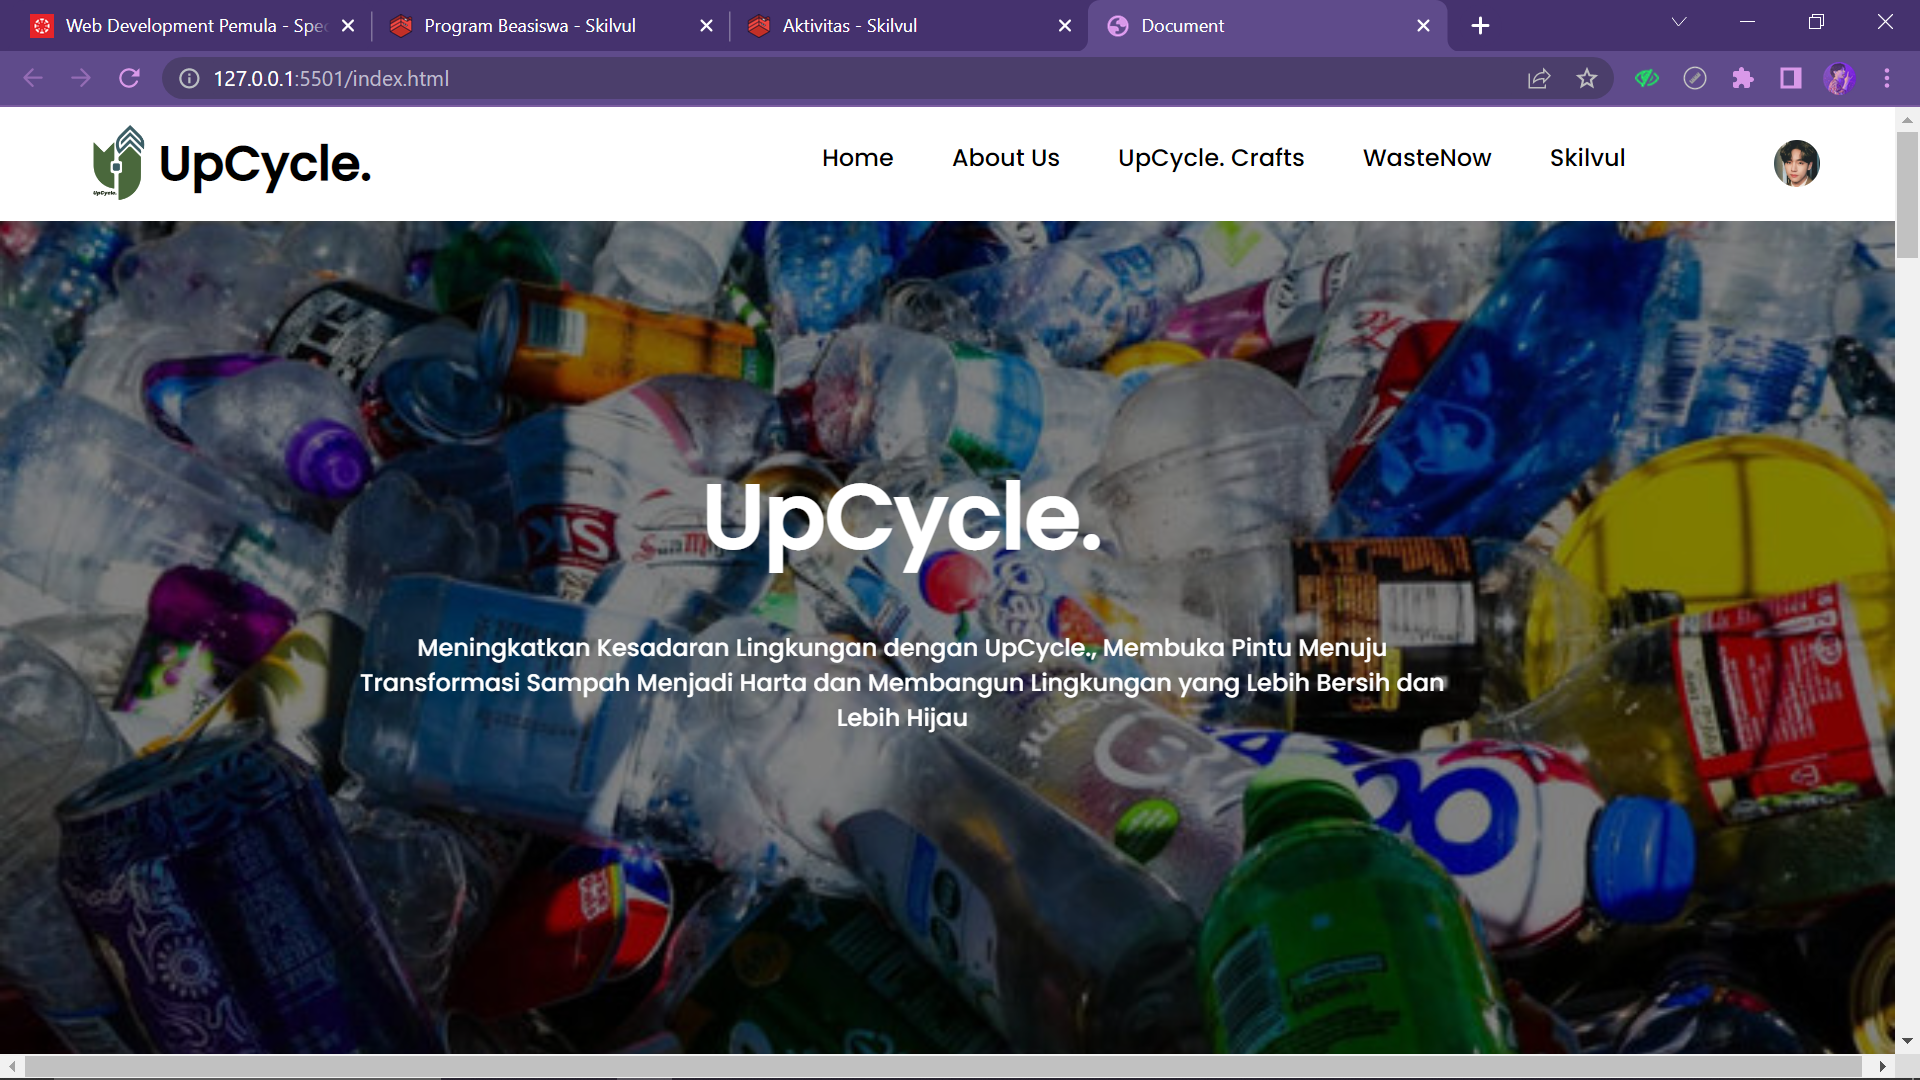 Web Development Pemula - Spec
Program Beasiswa - Skilvul
Aktivitas - Skilvul
Document
127.0.0.1:5501/index.html
UpCycle.
UpCycle.
Home
About Us
UpCycle. Crafts
WasteNow
Skilvul
UpCycle.
Meningkatkan Kesadaran Lingkungan dengan UpCycle., Membuka Pintu Menuju
Transformasi Sampah Menjadi Harta dan Membangun Lingkungan yang Lebih Bersih dan
Lebih Hijau